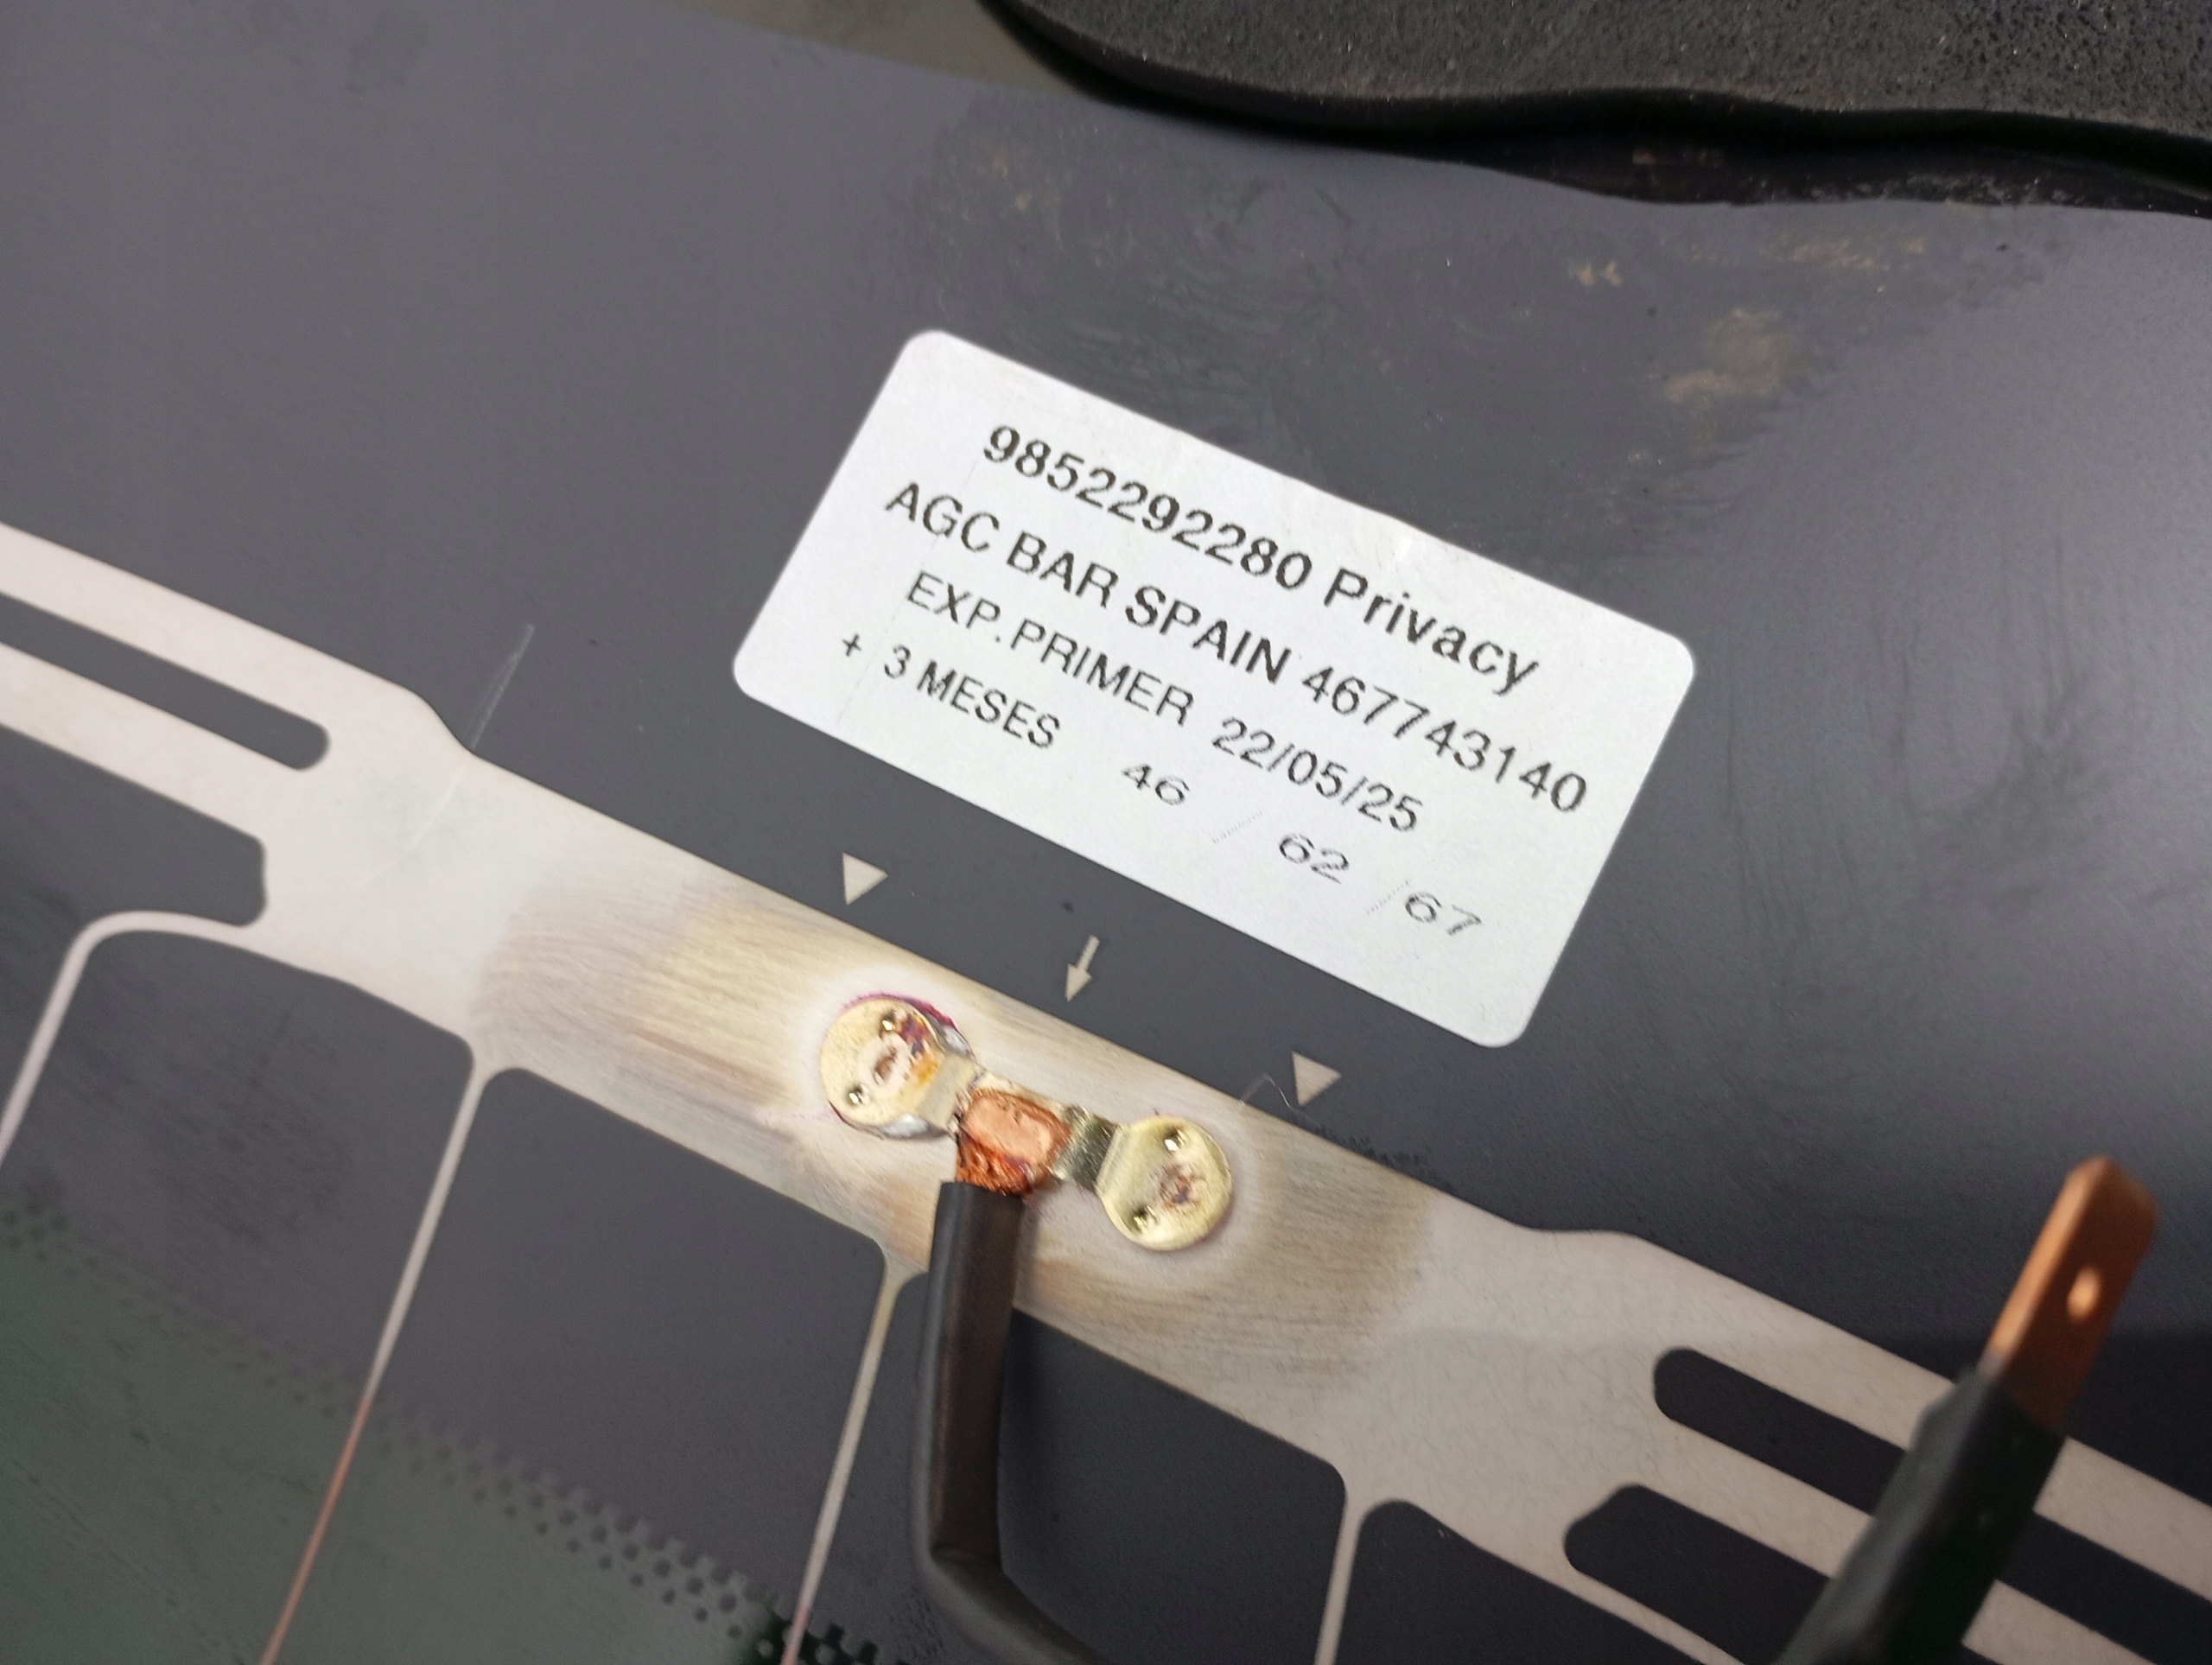 9852292280 Privacy
AGC BAR SPAIN 467743140
EXP.PRIMER 22/05/25
+ 3 MESES 46 / 62 / 67